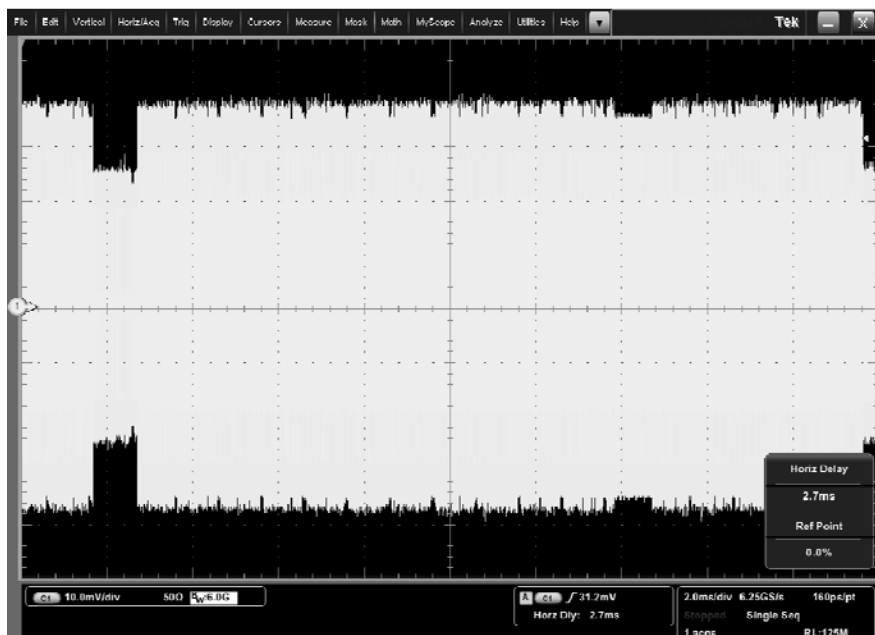 File Edit Vertical Horiz/Acq Trig Display Cursors Measure Mask Math MyScope Analyze Utilities Help Tek
1
Horiz Delay
2.7ms
Ref Point
0.0%
C1 10.0mV/div 50Ω BW:6.0G
A C1 31.2mV
Horz Dly: 2.7ms
2.0ms/div 6.25GS/s 160ps/pt
Stopped Single Seq
1 acqs RL:125M